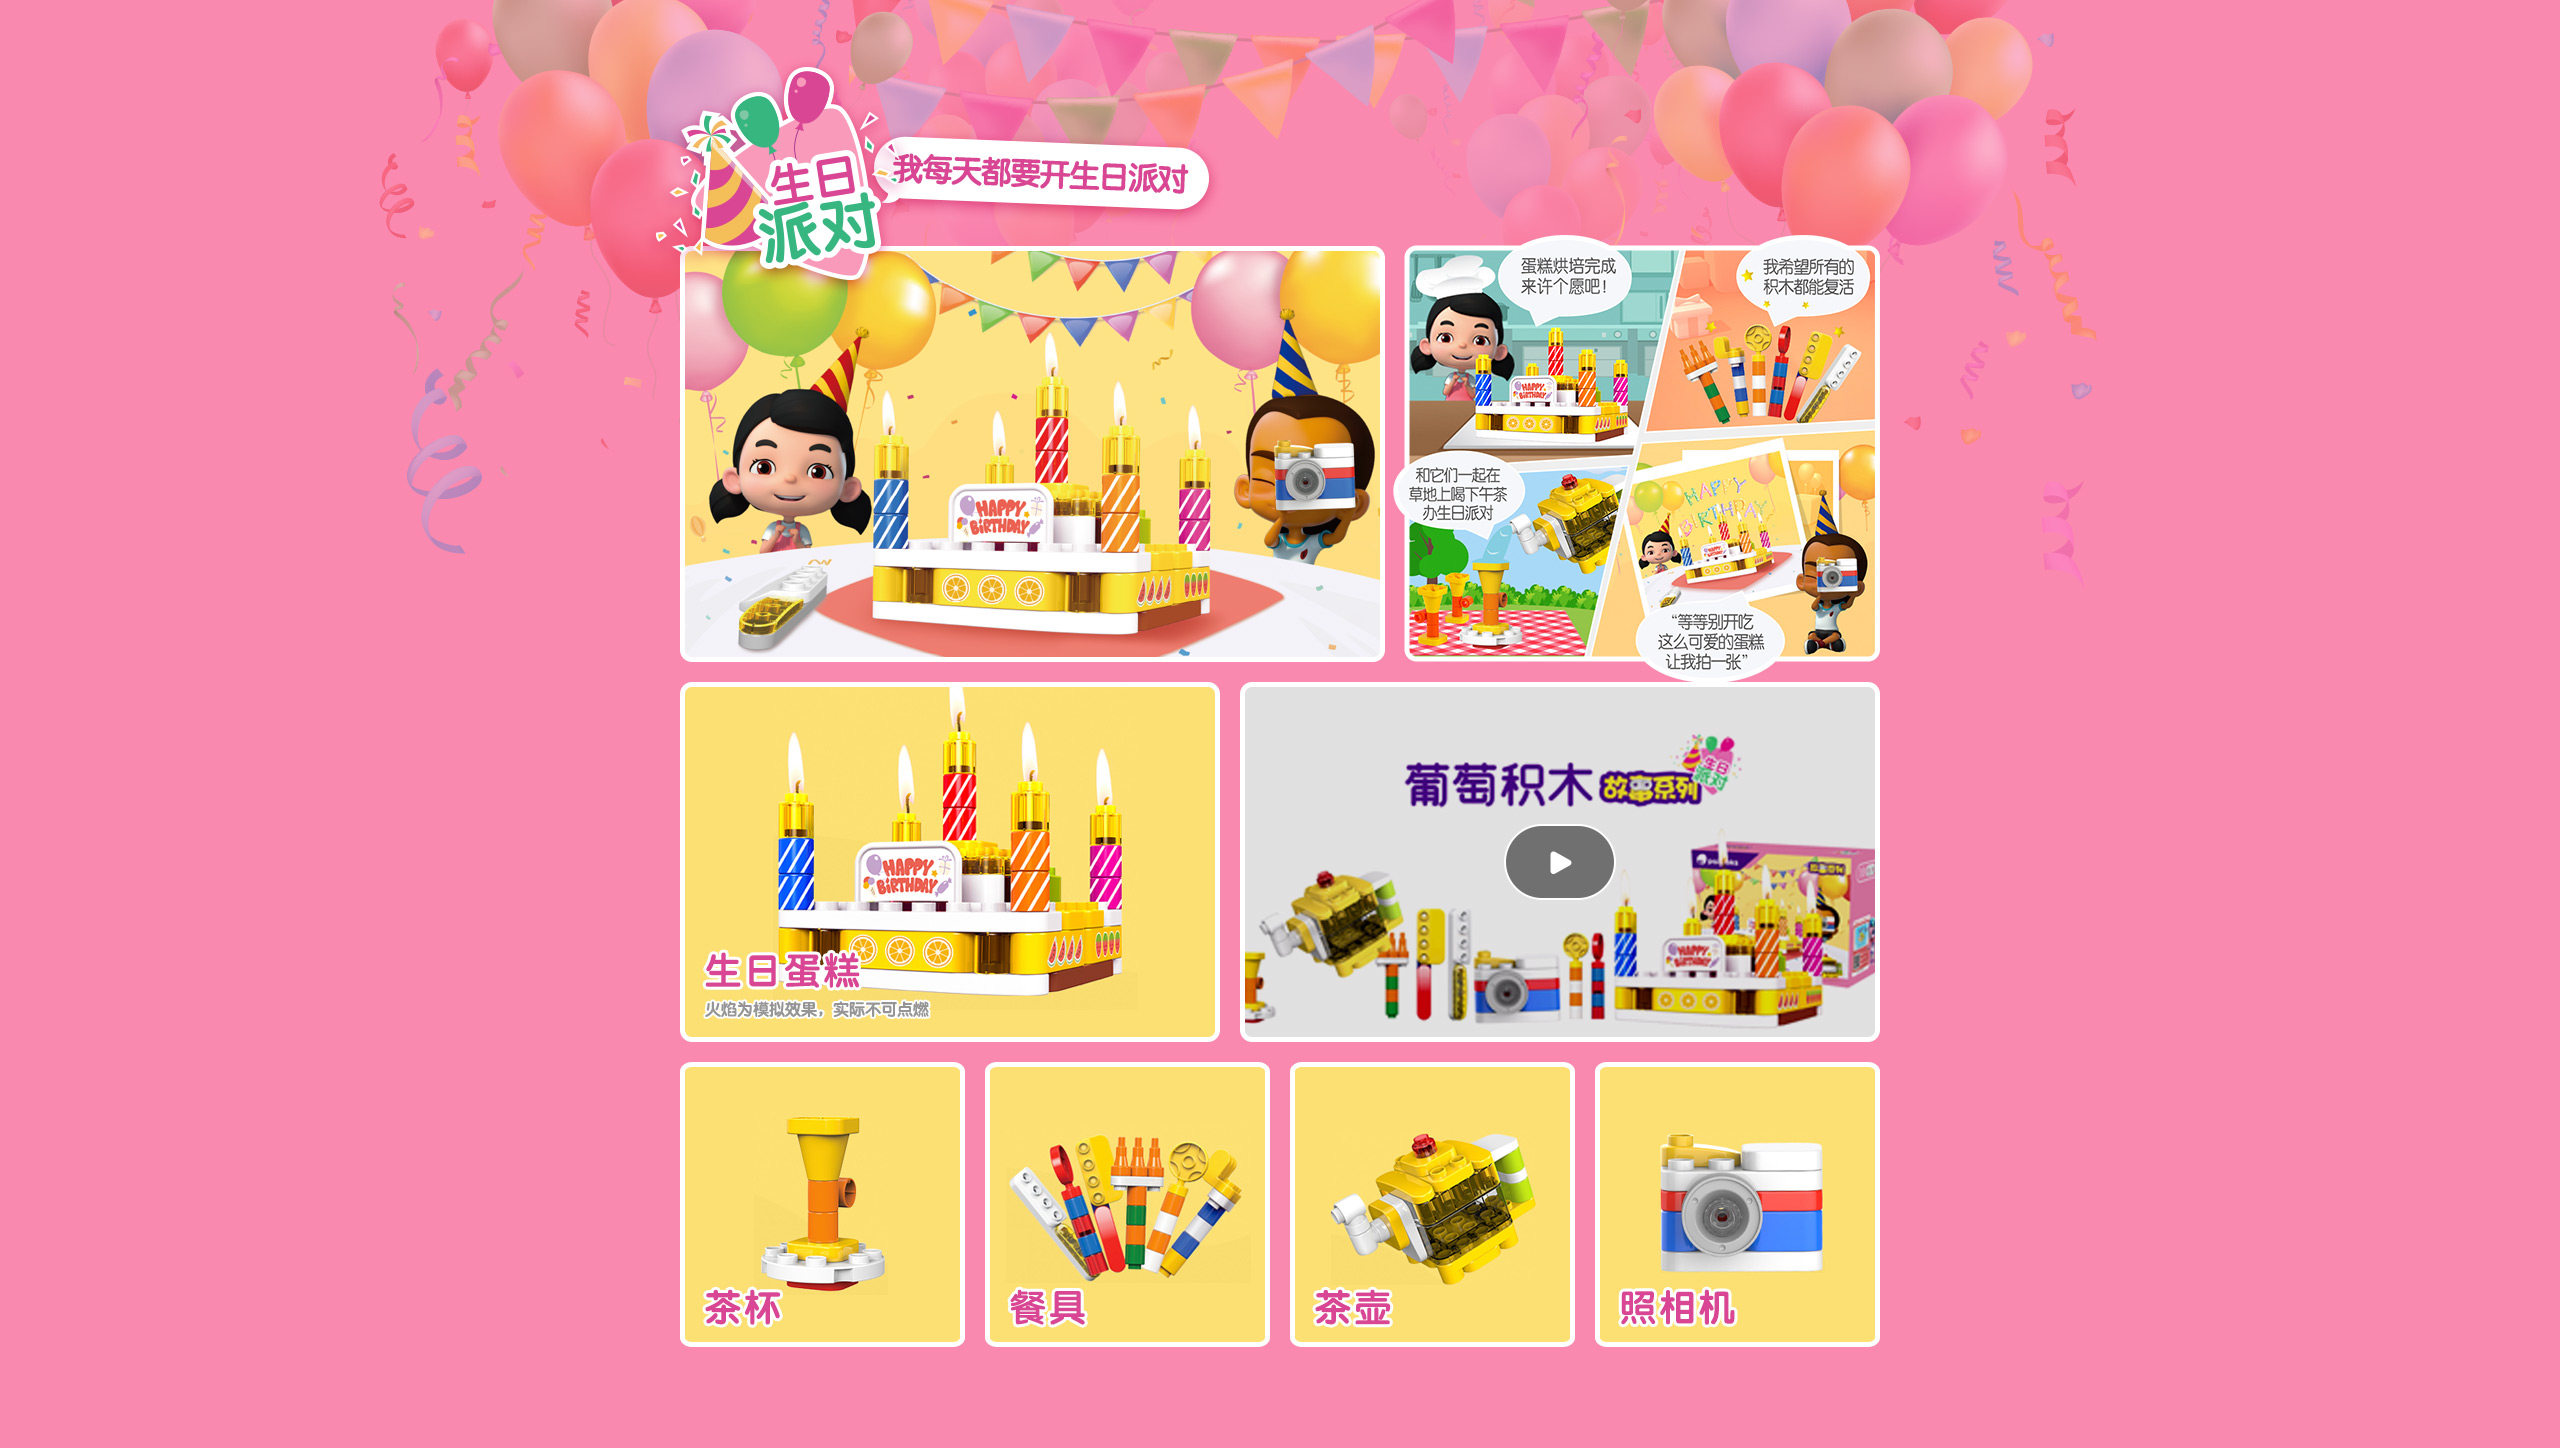 生日
派对
我每天都要开生日派对
HAPPY
BIRTHDAY
蛋糕烘培完成
来许个愿吧!
我希望所有的
积木都能复活
HAPPY
BIRTHDAY
和它们一起在
草地上喝下午茶
办生日派对
HAPPY
BIRTHDAY
“等等别开吃
这么可爱的蛋糕
让我拍一张”
HAPPY
BIRTHDAY
生日蛋糕
火焰为模拟效果，实际不可点燃
葡萄积木 故事系列
生日
派对
HAPPY
BIRTHDAY
茶杯
餐具
茶壶
照相机